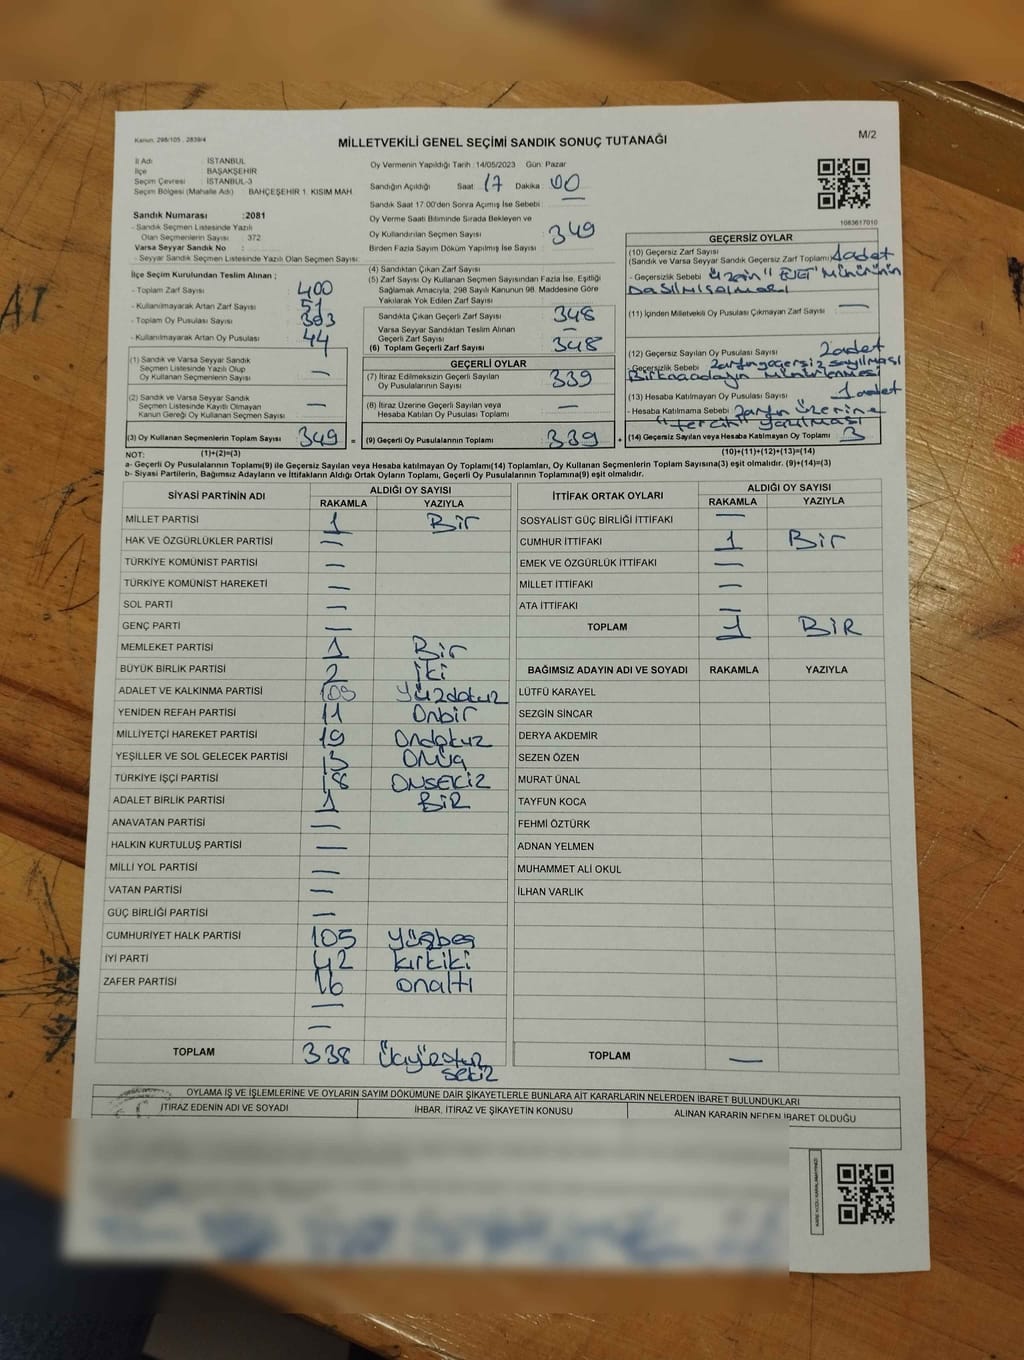 Kanun. 298/105 , 2839/4
MİLLETVEKİLİ GENEL SEÇİMİ SANDIK SONUÇ TUTANAĞI
M/2
İl Adı : İSTANBUL
İlçe : BAŞAKŞEHİR
Seçim Çevresi : İSTANBUL-3
Seçim Bölgesi (Mahalle Adı) BAHÇEŞEHİR 1. KISIM MAH.
Sandık Numarası :2081
- Sandık Seçmen Listesinde Yazılı
Olan Seçmenlerin Sayısı : 372
Varsa Seyyar Sandık No :
- Seyyar Sandık Seçmen Listesinde Yazılı Olan Seçmen Sayısı:
İlçe Seçim Kurulundan Teslim Alınan ;
- Toplam Zarf Sayısı : 400
- Kullanılmayarak Artan Zarf Sayısı : 51
- Toplam Oy Pusulası Sayısı : 393
- Kullanılmayarak Artan Oy Pusulası : 44
(1) Sandık ve Varsa Seyyar Sandık
Seçmen Listesinde Yazılı Olup
Oy Kullanan Seçmenlerin Sayısı : —
(2) Sandık ve Varsa Seyyar Sandık
Seçmen Listesinde Kayıtlı Olmayan
Kanun Gereği Oy Kullanan Seçmen Sayısı : —
(3) Oy Kullanan Seçmenlerin Toplam Sayısı : 349 =
Oy Vermenin Yapıldığı Tarih : 14/05/2023 Gün: Pazar
Sandığın Açıldığı Saat : 17 Dakika : 00
Sandık Saat 17:00'den Sonra Açımış İse Sebebi : —
Oy Verme Saati Bitiminde Sırada Bekleyen ve
Oy Kullandırılan Seçmen Sayısı : 349
Birden Fazla Sayım Döküm Yapılmış İse Sayısı :
(4) Sandıktan Çıkan Zarf Sayısı :
(5) Zarf Sayısı Oy Kullanan Seçmen Sayısından Fazla İse, Eşitliği
Sağlamak Amacıyla, 298 Sayılı Kanunun 98. Maddesine Göre
Yakılarak Yok Edilen Zarf Sayısı :
Sandıkta Çıkan Geçerli Zarf Sayısı : 348
Varsa Seyyar Sandıktan Teslim Alınan
Geçerli Zarf Sayısı : —
(6) Toplam Geçerli Zarf Sayısı : 348
GEÇERLİ OYLAR
(7) İtiraz Edilmeksizin Geçerli Sayılan
Oy Pusulalarının Sayısı : 339
(8) İtiraz Üzerine Geçerli Sayılan veya
Hesaba Katılan Oy Pusulası Toplamı : —
(9) Geçerli Oy Pusulalarının Toplamı : 339 +
1083617010
GEÇERSİZ OYLAR
(10) Geçersiz Zarf Sayısı
(Sandık ve Varsa Seyyar Sandık Geçersiz Zarf Toplamı) 1 adet
- Geçersizlik Sebebi : üzerin" EVET" Mührünün
(11) İçinden Milletvekili Oy Pusulası Çıkmayan Zarf Sayısı : —
(12) Geçersiz Sayılan Oy Pusulası Sayısı : 2 adet
- Geçersizlik Sebebi : Zarfın geçersiz sayılması
(13) Hesaba Katılmayan Oy Pusulası Sayısı : 1 adet
- Hesaba Katılmama Sebebi : Zarfın üzerine
"tercih" yazılması
(14) Geçersiz Sayılan veya Hesaba Katılmayan Oy Toplamı : 3
NOT: (1)+(2)=(3) (10)+(11)+(12)+(13)=(14)
a- Geçerli Oy Pusulalarının Toplamı(9) ile Geçersiz Sayılan veya Hesaba katılmayan Oy Toplamı(14) Toplamları, Oy Kullanan Seçmenlerin Toplam Sayısına(3) eşit olmalıdır. (9)+(14)=(3)
b- Siyasi Partilerin, Bağımsız Adayların ve İttifakların Aldığı Ortak Oyların Toplamı, Geçerli Oy Pusulalarının Toplamına(9) eşit olmalıdır.
SİYASİ PARTİNİN ADI ALDIĞI OY SAYISI
RAKAMLA YAZIYLA
MİLLET PARTİSİ 1 Bir
HAK VE ÖZGÜRLÜKLER PARTİSİ —
TÜRKİYE KOMÜNİST PARTİSİ —
TÜRKİYE KOMÜNİST HAREKETİ —
SOL PARTİ —
GENÇ PARTİ —
MEMLEKET PARTİSİ 1 Bir
BÜYÜK BİRLİK PARTİSİ 2 iki
ADALET VE KALKINMA PARTİSİ 109 Yüzdokuz
YENİDEN REFAH PARTİSİ 11 Onbir
MİLLİYETÇİ HAREKET PARTİSİ 19 Ondokuz
YEŞİLLER VE SOL GELECEK PARTİSİ 13 Onüç
TÜRKİYE İŞÇİ PARTİSİ 18 ONSEKİZ
ADALET BİRLİK PARTİSİ 1 BİR
ANAVATAN PARTİSİ —
HALKIN KURTULUŞ PARTİSİ —
MİLLİ YOL PARTİSİ —
VATAN PARTİSİ —
GÜÇ BİRLİĞİ PARTİSİ —
CUMHURİYET HALK PARTİSİ 105 yüzbeş
İYİ PARTİ 42 kırkiki
ZAFER PARTİSİ 16 onaltı
—
—
TOPLAM 338 Üçyüzotuz
sekiz
İTTİFAK ORTAK OYLARI ALDIĞI OY SAYISI
RAKAMLA YAZIYLA
SOSYALİST GÜÇ BİRLİĞİ İTTİFAKI —
CUMHUR İTTİFAKI 1 Bir
EMEK VE ÖZGÜRLÜK İTTİFAKI —
MİLLET İTTİFAKI —
ATA İTTİFAKI —
TOPLAM 1 BİR
BAĞIMSIZ ADAYIN ADI VE SOYADI RAKAMLA YAZIYLA
LÜTFÜ KARAYEL
SEZGİN SİNCAR
DERYA AKDEMİR
SEZEN ÖZEN
MURAT ÜNAL
TAYFUN KOCA
FEHMİ ÖZTÜRK
ADNAN YELMEN
MUHAMMET ALİ OKUL
İLHAN VARLIK
TOPLAM —
OYLAMA İŞ VE İŞLEMLERİNE VE OYLARIN SAYIM DÖKÜMÜNE DAİR ŞİKAYETLERLE BUNLARA AİT KARARLARIN NELERDEN İBARET BULUNDUKLARI
İTİRAZ EDENİN ADI VE SOYADI İHBAR, İTİRAZ VE ŞİKAYETİN KONUSU ALINAN KARARIN NEDEN İBARET OLDUĞU